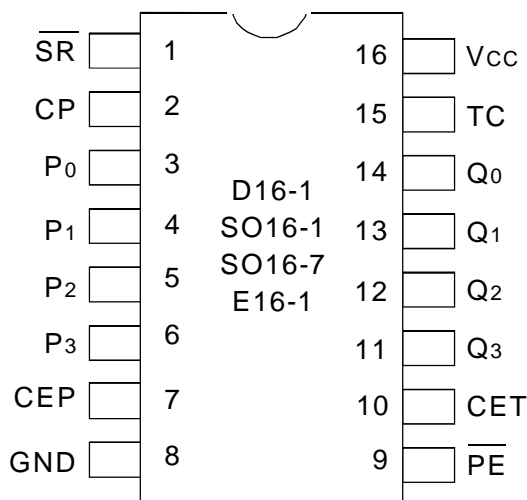 S̅R̅ 1 16 VCC
CP 2 15 TC
P0 3 14 Q0
P1 4 13 Q1
P2 5 12 Q2
P3 6 11 Q3
CEP 7 10 CET
GND 8 9 P̅E̅
D16-1
SO16-1
SO16-7
E16-1